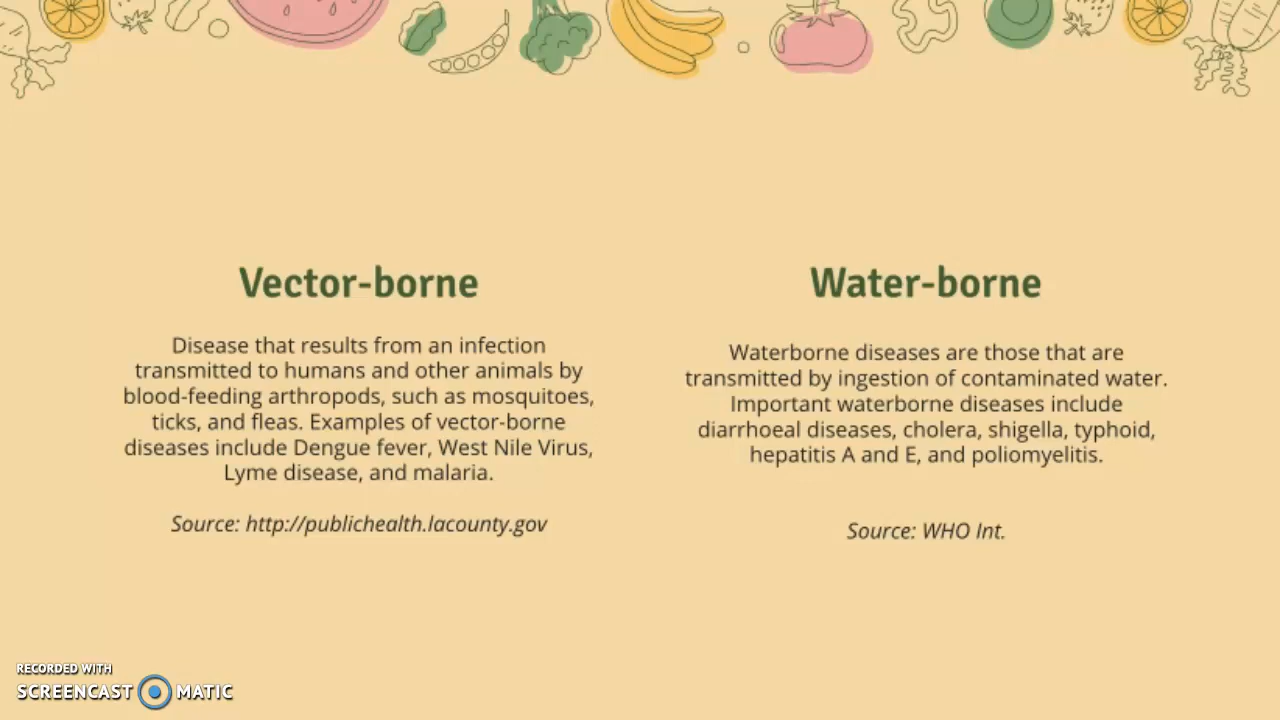 Vector-borne
Disease that results from an infection
transmitted to humans and other animals by
blood-feeding arthropods, such as mosquitoes,
ticks, and fleas. Examples of vector-borne
diseases include Dengue fever, West Nile Virus,
Lyme disease, and malaria.
Source: http://publichealth.lacounty.gov
Water-borne
Waterborne diseases are those that are
transmitted by ingestion of contaminated water.
Important waterborne diseases include
diarrhoeal diseases, cholera, shigella, typhoid,
hepatitis A and E, and poliomyelitis.
Source: WHO Int.
RECORDED WITH
SCREENCAST MATIC